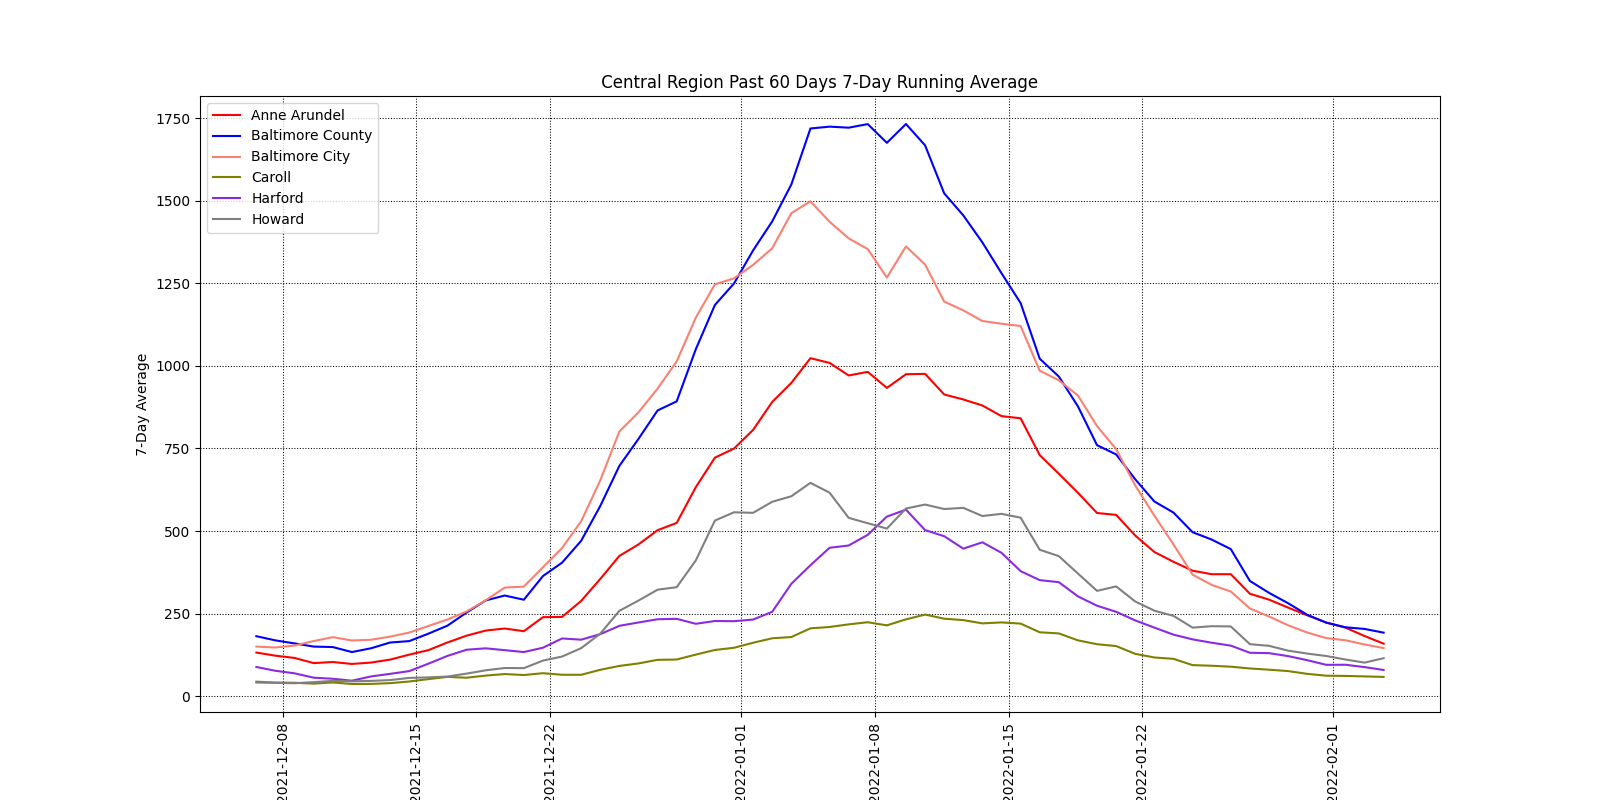 Central Region Past 60 Days 7-Day Running Average
Anne Arundel
Baltimore County
Baltimore City
Caroll
Harford
Howard
7-Day Average
1750
1500
1250
1000
750
500
250
0
2021-12-08
2021-12-15
2021-12-22
2022-01-01
2022-01-08
2022-01-15
2022-01-22
2022-02-01